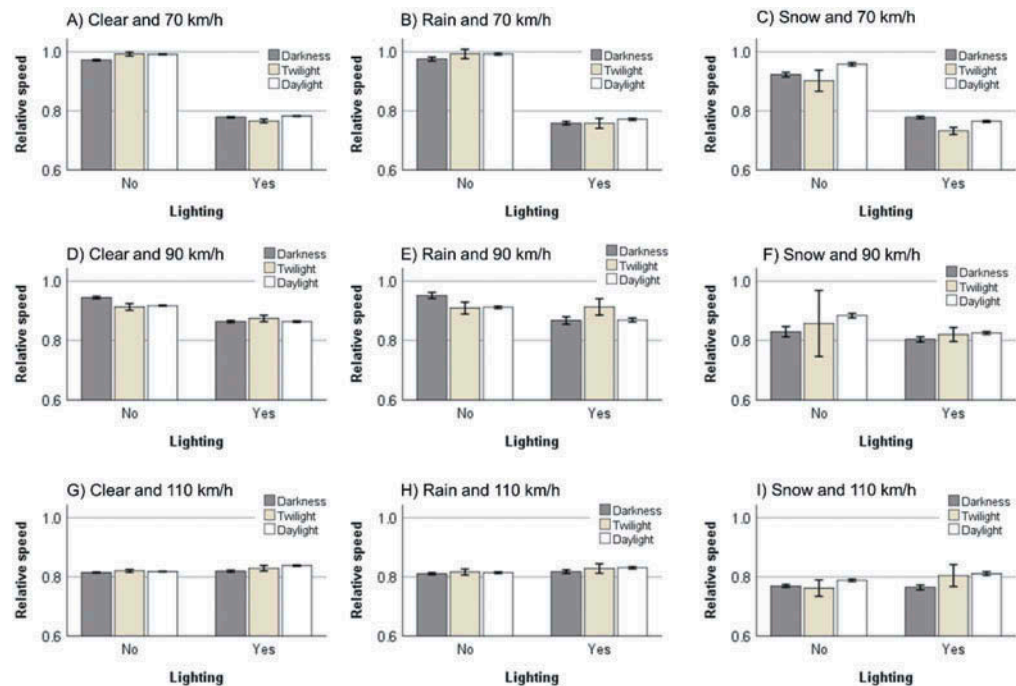 A) Clear and 70 km/h
Relative speed
1.0
0.8
0.6
Darkness
Twilight
Daylight
No
Yes
Lighting
B) Rain and 70 km/h
Relative speed
1.0
0.8
0.6
Darkness
Twilight
Daylight
No
Yes
Lighting
C) Snow and 70 km/h
Relative speed
1.0
0.8
0.6
Darkness
Twilight
Daylight
No
Yes
Lighting
D) Clear and 90 km/h
Relative speed
1.0
0.8
0.6
Darkness
Twilight
Daylight
No
Yes
Lighting
E) Rain and 90 km/h
Relative speed
1.0
0.8
0.6
Darkness
Twilight
Daylight
No
Yes
Lighting
F) Snow and 90 km/h
Relative speed
1.0
0.8
0.6
Darkness
Twilight
Daylight
No
Yes
Lighting
G) Clear and 110 km/h
Relative speed
1.0
0.8
0.6
Darkness
Twilight
Daylight
No
Yes
Lighting
H) Rain and 110 km/h
Relative speed
1.0
0.8
0.6
Darkness
Twilight
Daylight
No
Yes
Lighting
I) Snow and 110 km/h
Relative speed
1.0
0.8
0.6
Darkness
Twilight
Daylight
No
Yes
Lighting